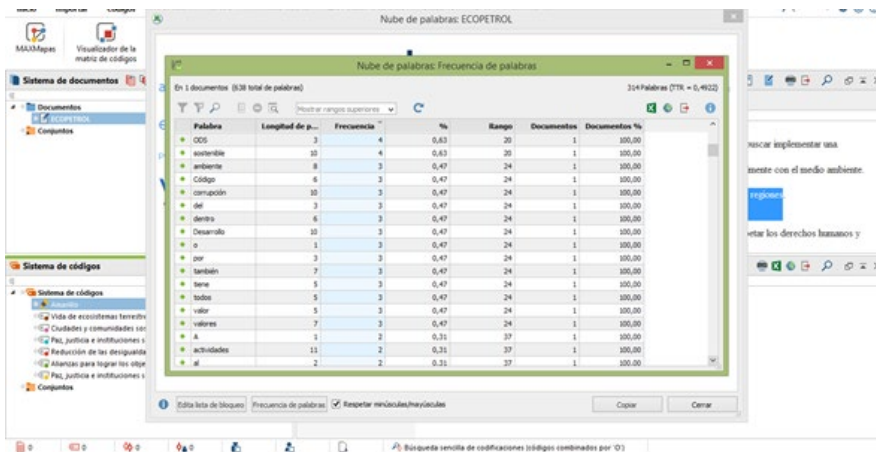 Inicio Importar Códigos
Nube de palabras: ECOPETROL
MAXMapas
Visualizador de la
matriz de códigos
Nube de palabras: Frecuencia de palabras
Sistema de documentos
En 1 documentos (638 total de palabras) 314 Palabras (TTR = 0,4922)
Documentos
ECOPETROL
Conjuntos
Mostrar rangos superiores
Palabra Longitud de p... Frecuencia % Rango Documentos Documentos %
ODS 3 4 0,63 20 1 100,00
sostenible 10 4 0,63 20 1 100,00
ambiente 8 3 0,47 24 1 100,00
Código 6 3 0,47 24 1 100,00
corrupción 10 3 0,47 24 1 100,00
del 3 3 0,47 24 1 100,00
dentro 6 3 0,47 24 1 100,00
Desarrollo 10 3 0,47 24 1 100,00
o 1 3 0,47 24 1 100,00
por 3 3 0,47 24 1 100,00
también 7 3 0,47 24 1 100,00
tiene 5 3 0,47 24 1 100,00
todos 5 3 0,47 24 1 100,00
valor 5 3 0,47 24 1 100,00
valores 7 3 0,47 24 1 100,00
A 1 2 0,31 37 1 100,00
actividades 11 2 0,31 37 1 100,00
al 2 2 0,31 37 1 100,00
buscar implementar una
mente con el medio ambiente.
regiones.
petar los derechos humanos y
Sistema de códigos
Sistema de códigos
Amarillo
Vida de ecosistemas terrestre
Ciudades y comunidades sos
Paz, justicia e instituciones s
Reducción de las desigualda
Alianzas para lograr los obje
Paz, justicia e instituciones s
Conjuntos
Edita lista de bloqueo Frecuencia de palabras Respetar minúsculas/mayúsculas Copiar Cerrar
0 0 0 0 Búsqueda sencilla de codificaciones (códigos combinados por 'O')